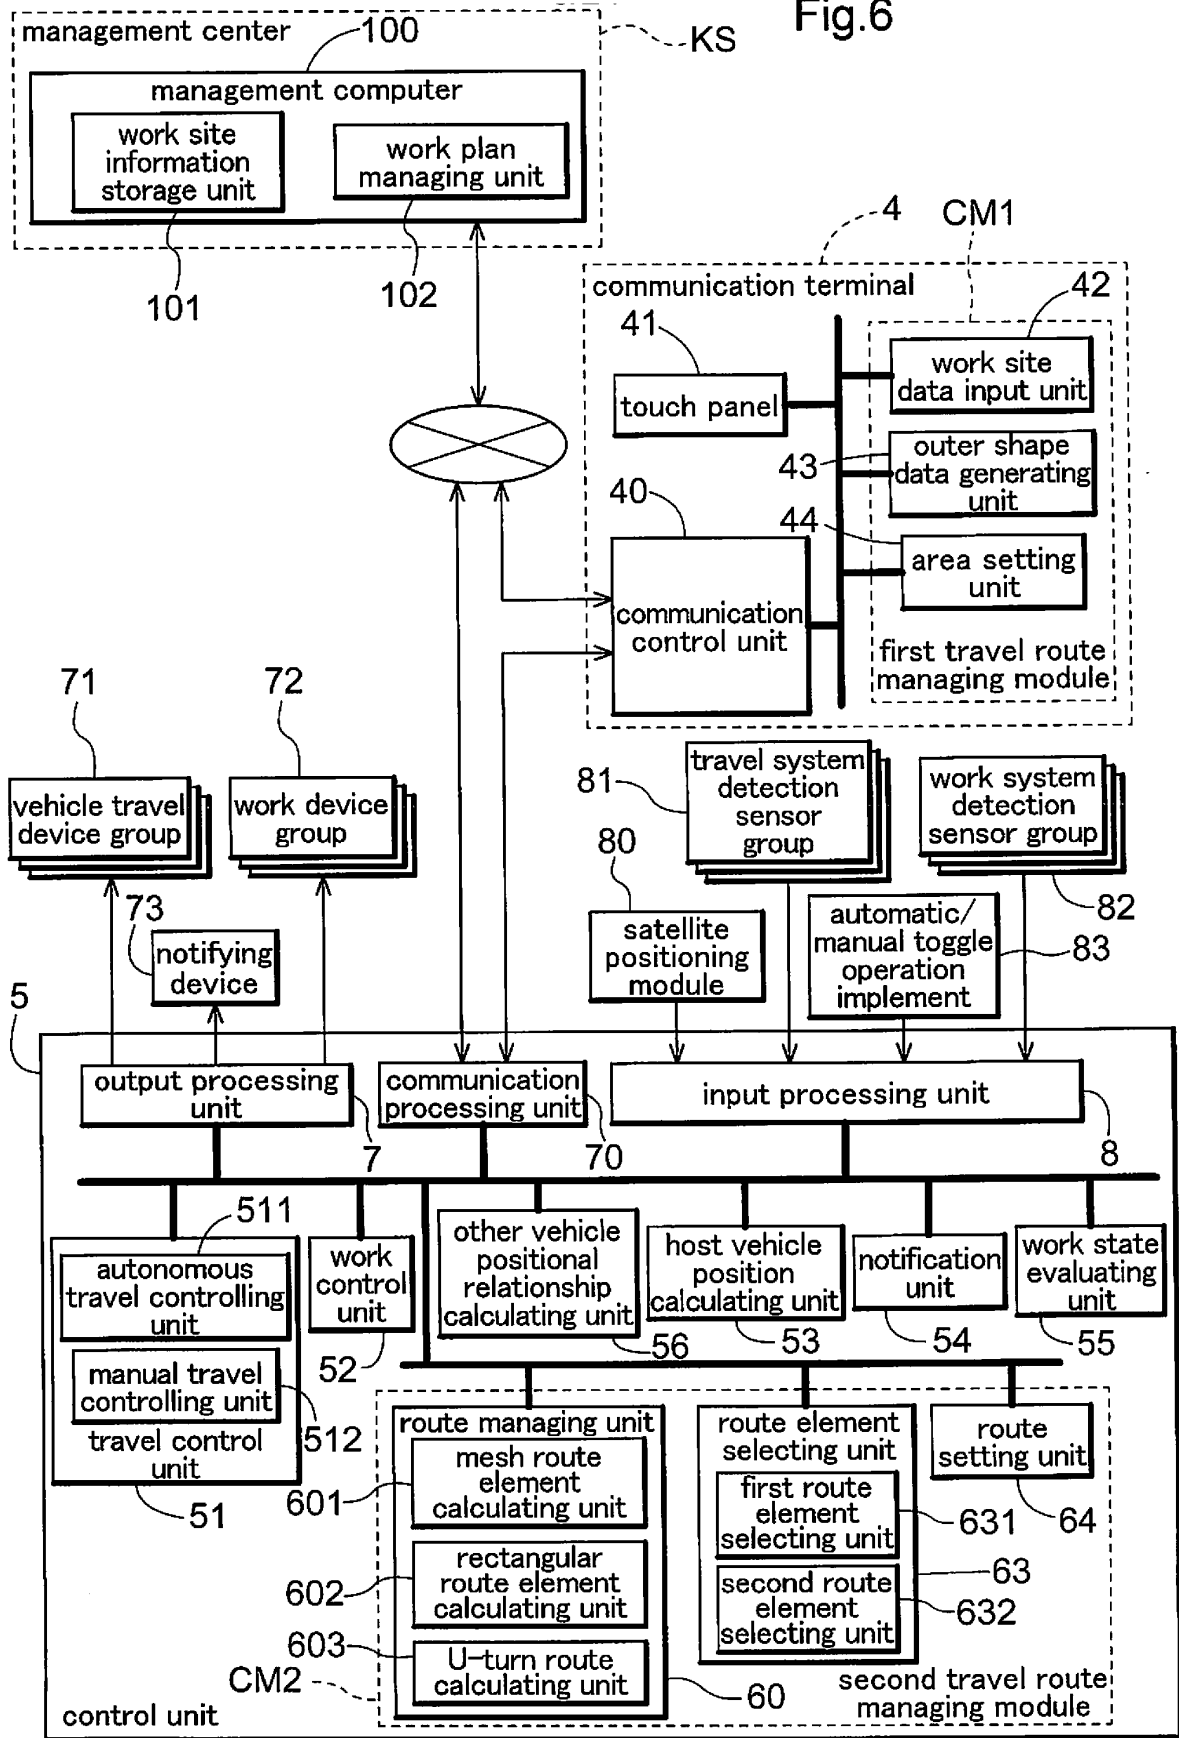 Fig.6
management center
100
KS
management computer
work site
information
storage unit
work plan
managing unit
101
102
4
CM1
communication terminal
42
41
work site
data input unit
touch panel
43
outer shape
data generating
unit
40
44
area setting
unit
communication
control unit
first travel route
managing module
71
72
vehicle travel
device group
work device
group
81
travel system
detection
sensor
group
work system
detection
sensor group
80
82
73
notifying
device
satellite
positioning
module
automatic/
manual toggle
operation
implement
83
5
output processing
unit
communication
processing unit
input processing unit
7
70
8
511
autonomous
travel controlling
unit
work
control
unit
other vehicle
positional
relationship
calculating unit
host vehicle
position
calculating unit
notification
unit
work state
evaluating
unit
52
56
53
54
55
manual travel
controlling unit
512
travel control
unit
51
route managing unit
mesh route
element
calculating unit
601
rectangular
route element
calculating unit
602
603
U-turn route
calculating unit
60
CM2
route element
selecting unit
first route
element
selecting unit
631
second route
element
selecting unit
632
63
route
setting unit
64
second travel route
managing module
control unit